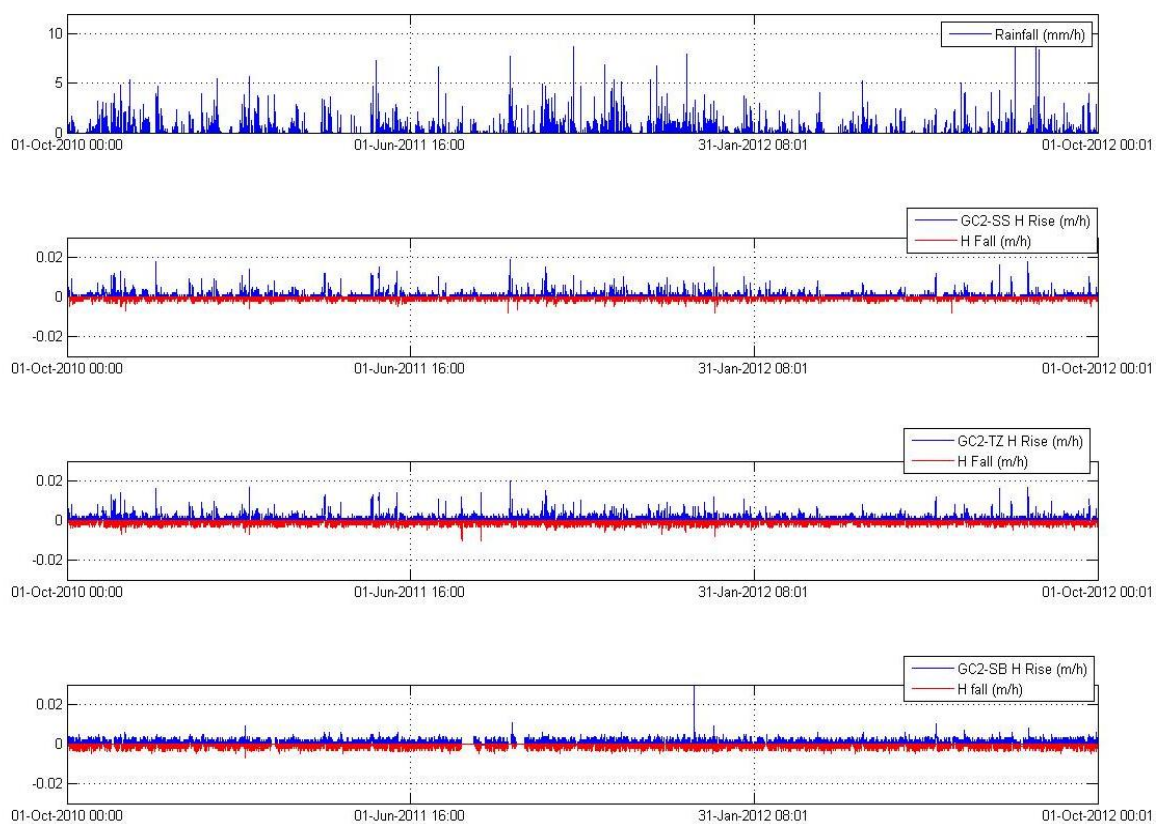 10
5
0
Rainfall (mm/h)
01-Oct-2010 00:00 01-Jun-2011 16:00 31-Jan-2012 08:01 01-Oct-2012 00:01
GC2-SS H Rise (m/h)
H Fall (m/h)
0.02
0
-0.02
01-Oct-2010 00:00 01-Jun-2011 16:00 31-Jan-2012 08:01 01-Oct-2012 00:01
GC2-TZ H Rise (m/h)
H Fall (m/h)
0.02
0
-0.02
01-Oct-2010 00:00 01-Jun-2011 16:00 31-Jan-2012 08:01 01-Oct-2012 00:01
GC2-SB H Rise (m/h)
H fall (m/h)
0.02
0
-0.02
01-Oct-2010 00:00 01-Jun-2011 16:00 31-Jan-2012 08:01 01-Oct-2012 00:01